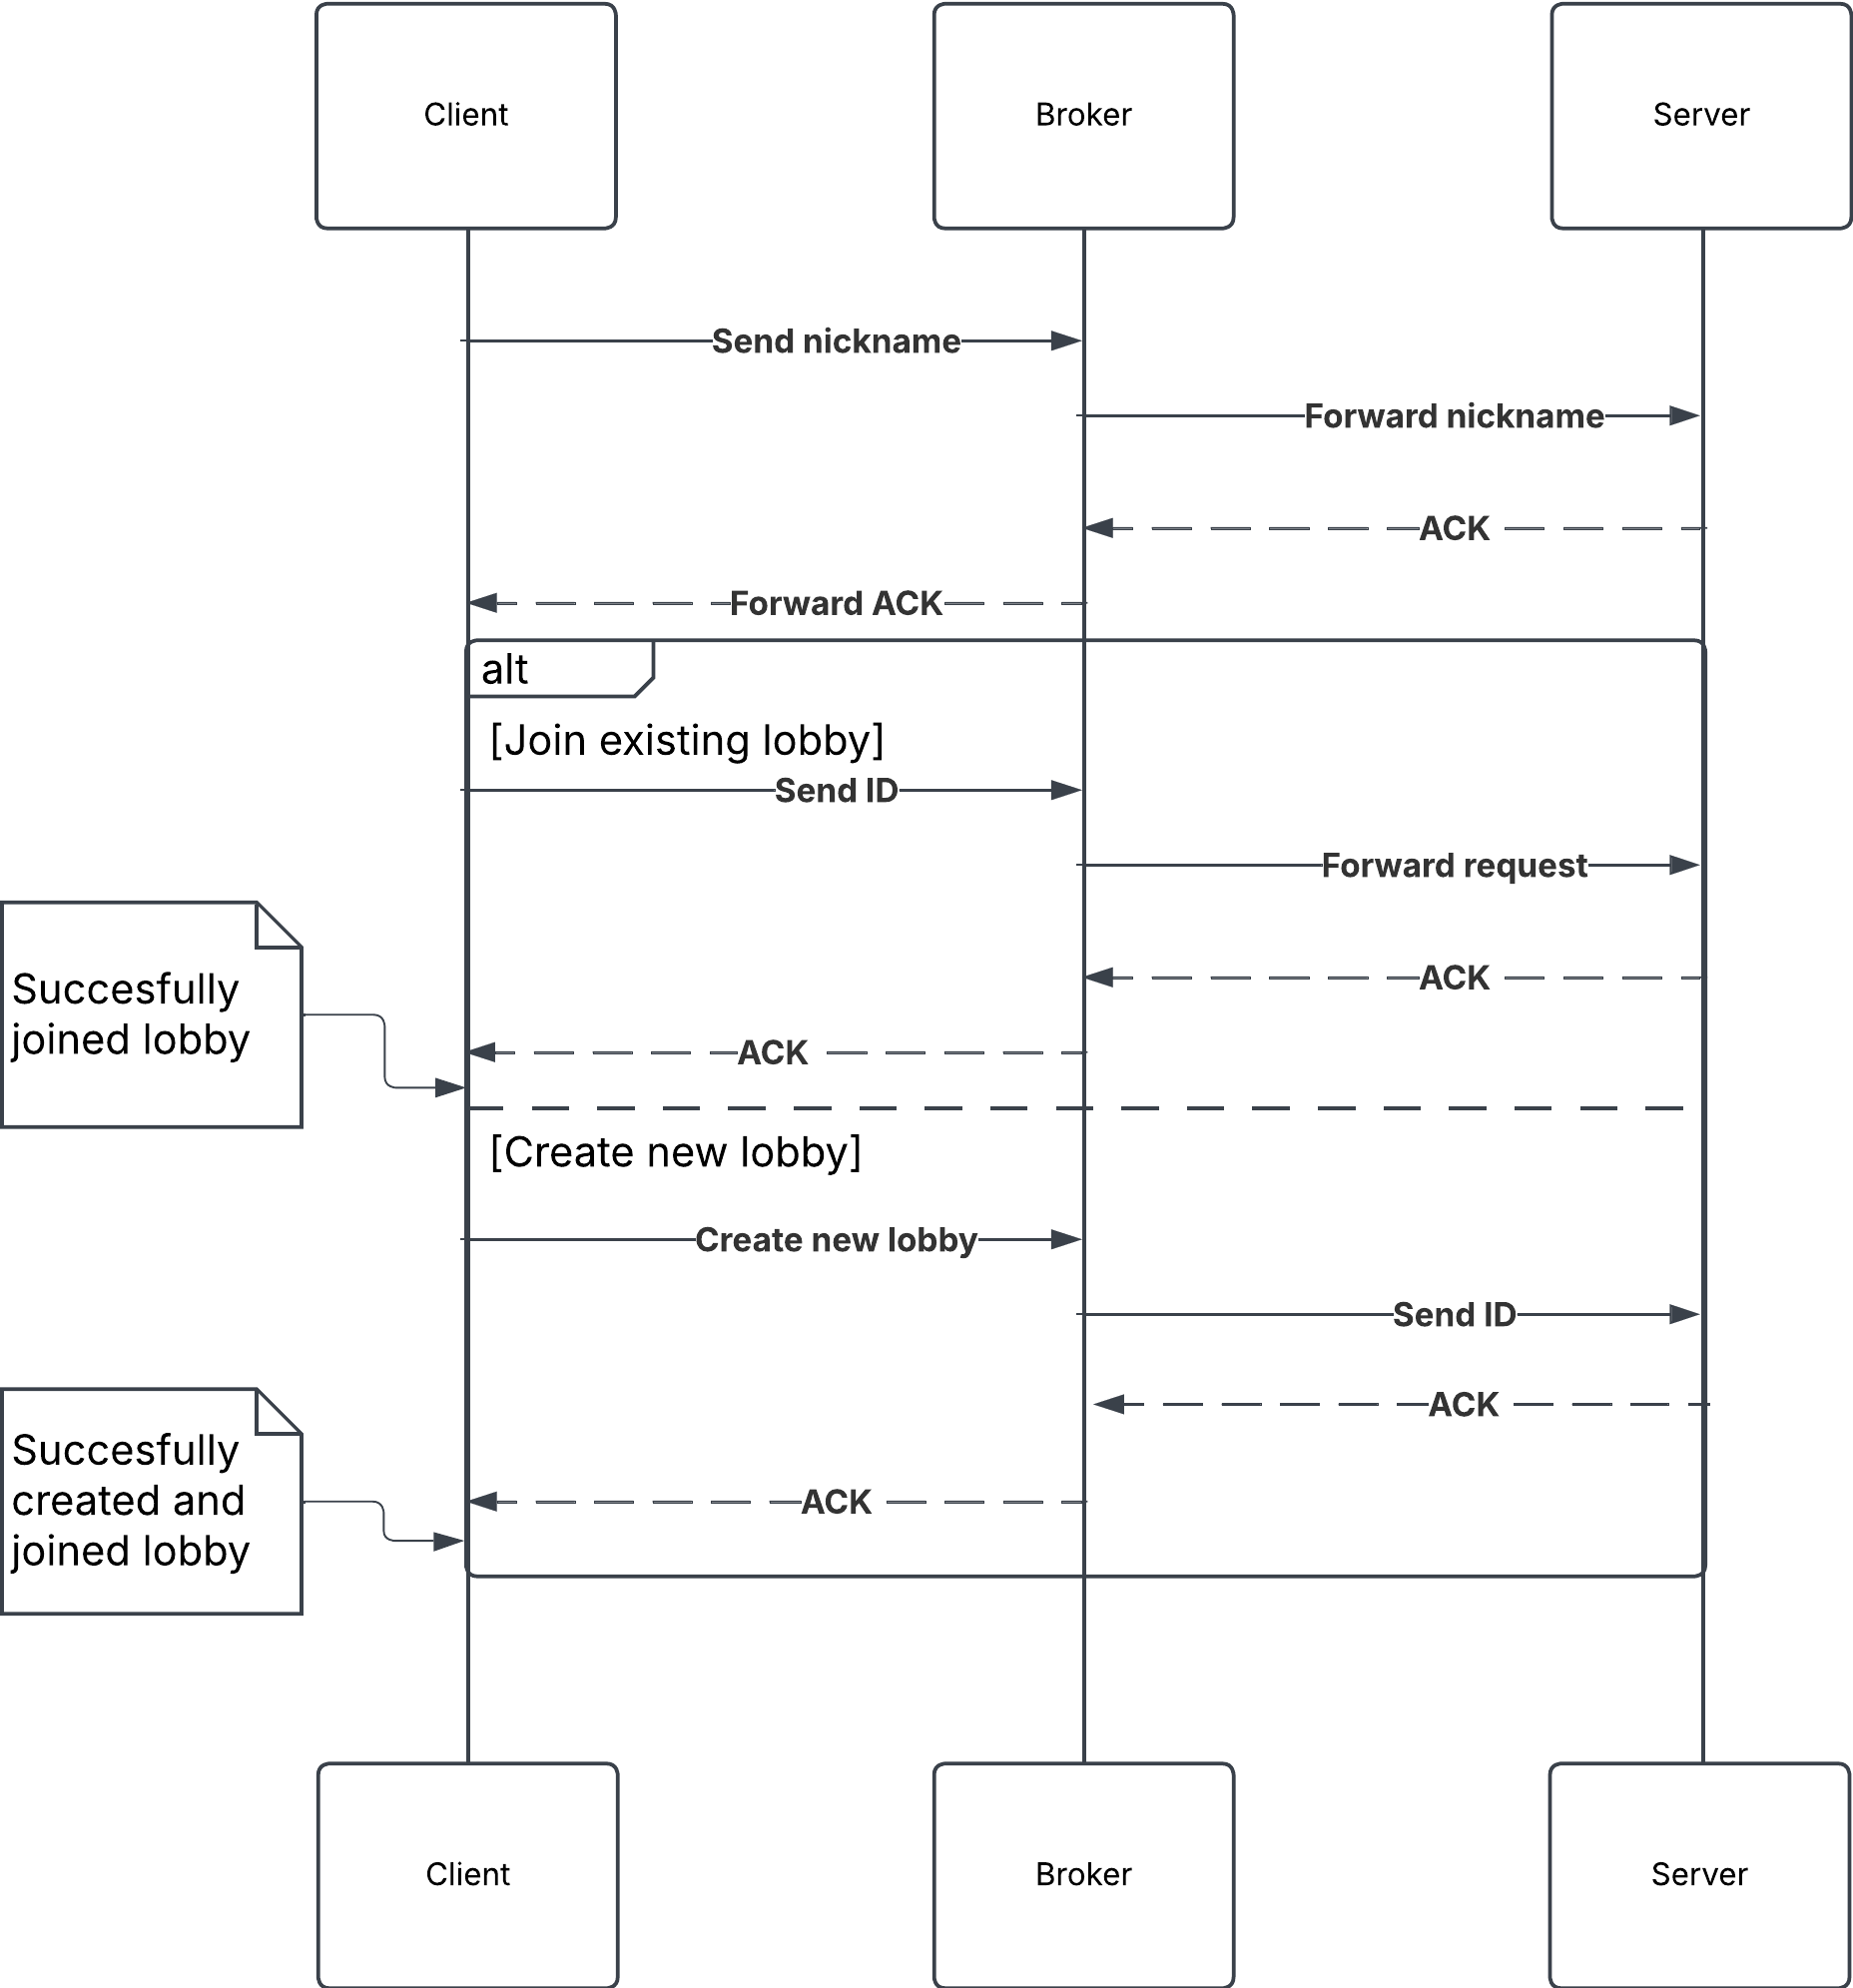 Client
Broker
Server
Send nickname
Forward nickname
ACK
Forward ACK
alt
[Join existing lobby]
Send ID
Forward request
Succesfully
joined lobby
ACK
ACK
[Create new lobby]
Create new lobby
Send ID
ACK
Succesfully
created and
joined lobby
ACK
Client
Broker
Server